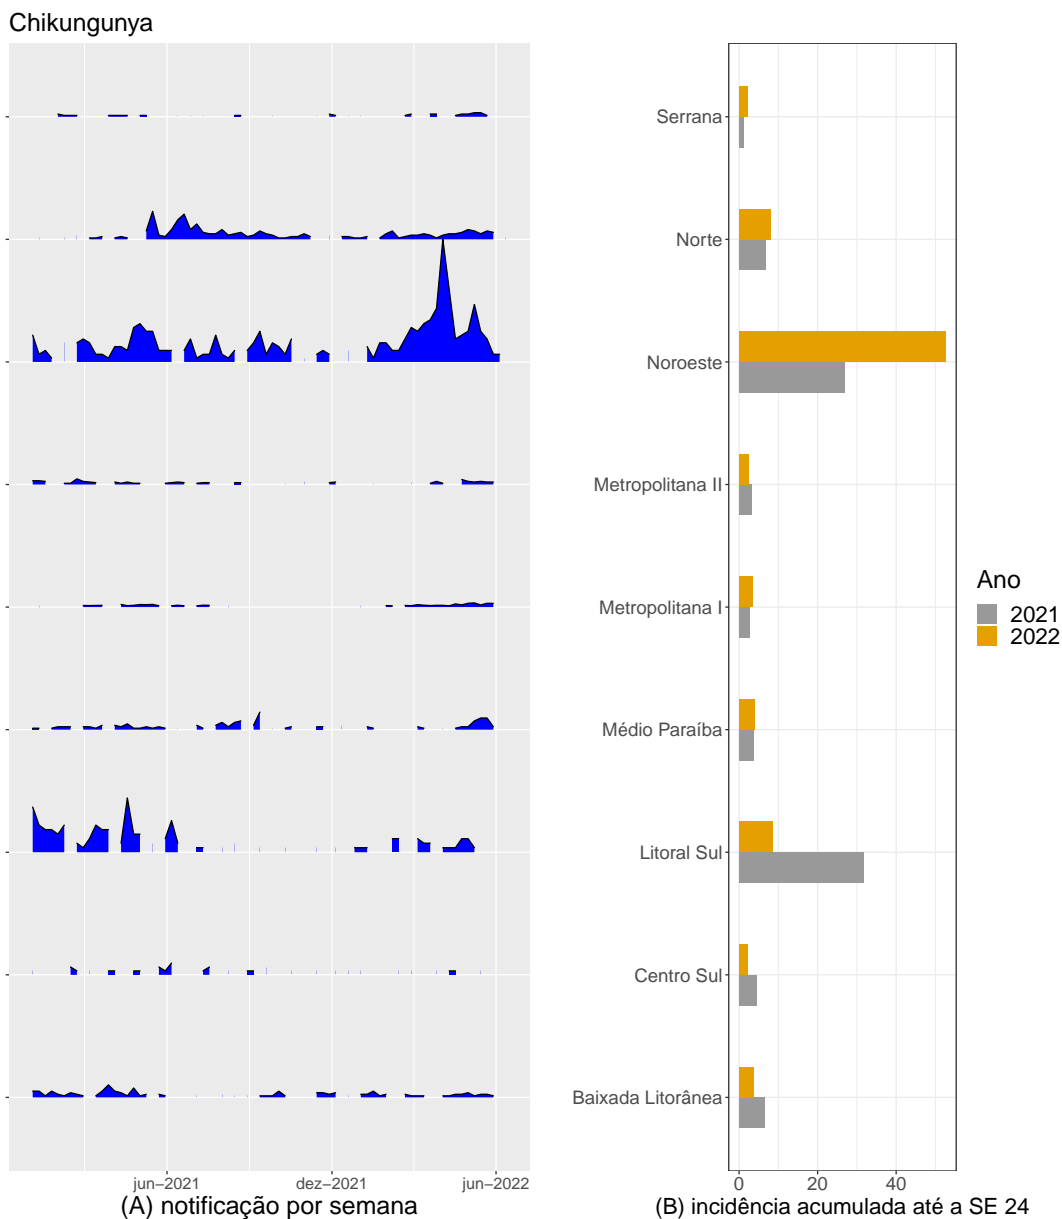 Chikungunya
Serrana
Norte
Noroeste
Metropolitana II
Metropolitana I
Médio Paraíba
Litoral Sul
Centro Sul
Baixada Litorânea
jun−2021
dez−2021
jun−2022
(A) notificação por semana
0
20
40
(B) incidência acumulada até a SE 24
Ano
2021
2022